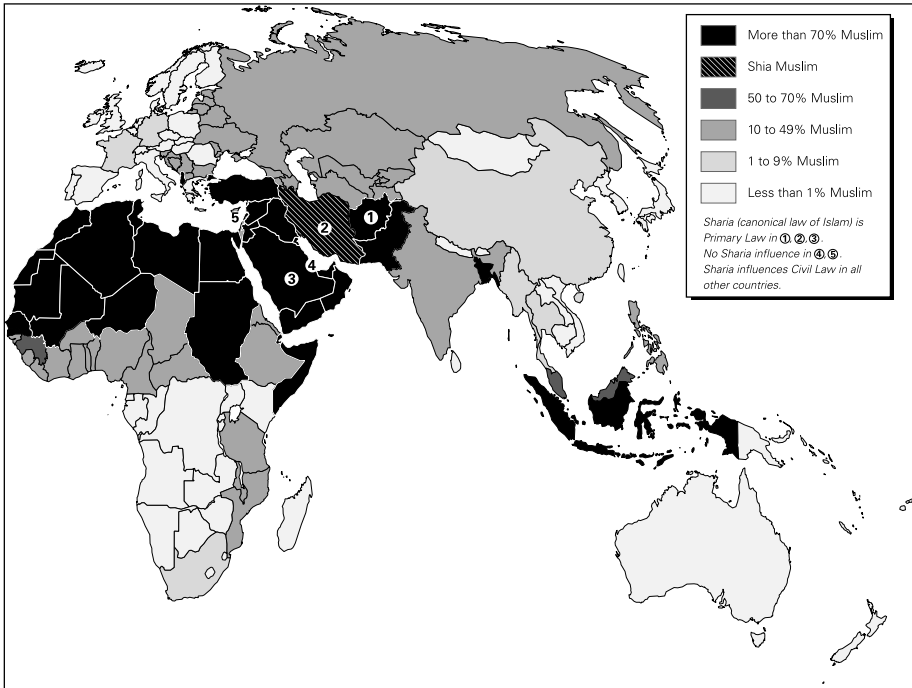 More than 70% Muslim
Shia Muslim
50 to 70% Muslim
10 to 49% Muslim
1 to 9% Muslim
Less than 1% Muslim
Sharia (canonical law of Islam) is
Primary Law in ①,②,③.
No Sharia influence in ④,⑤.
Sharia influences Civil Law in all
other countries.
①
②
⑤
④
③